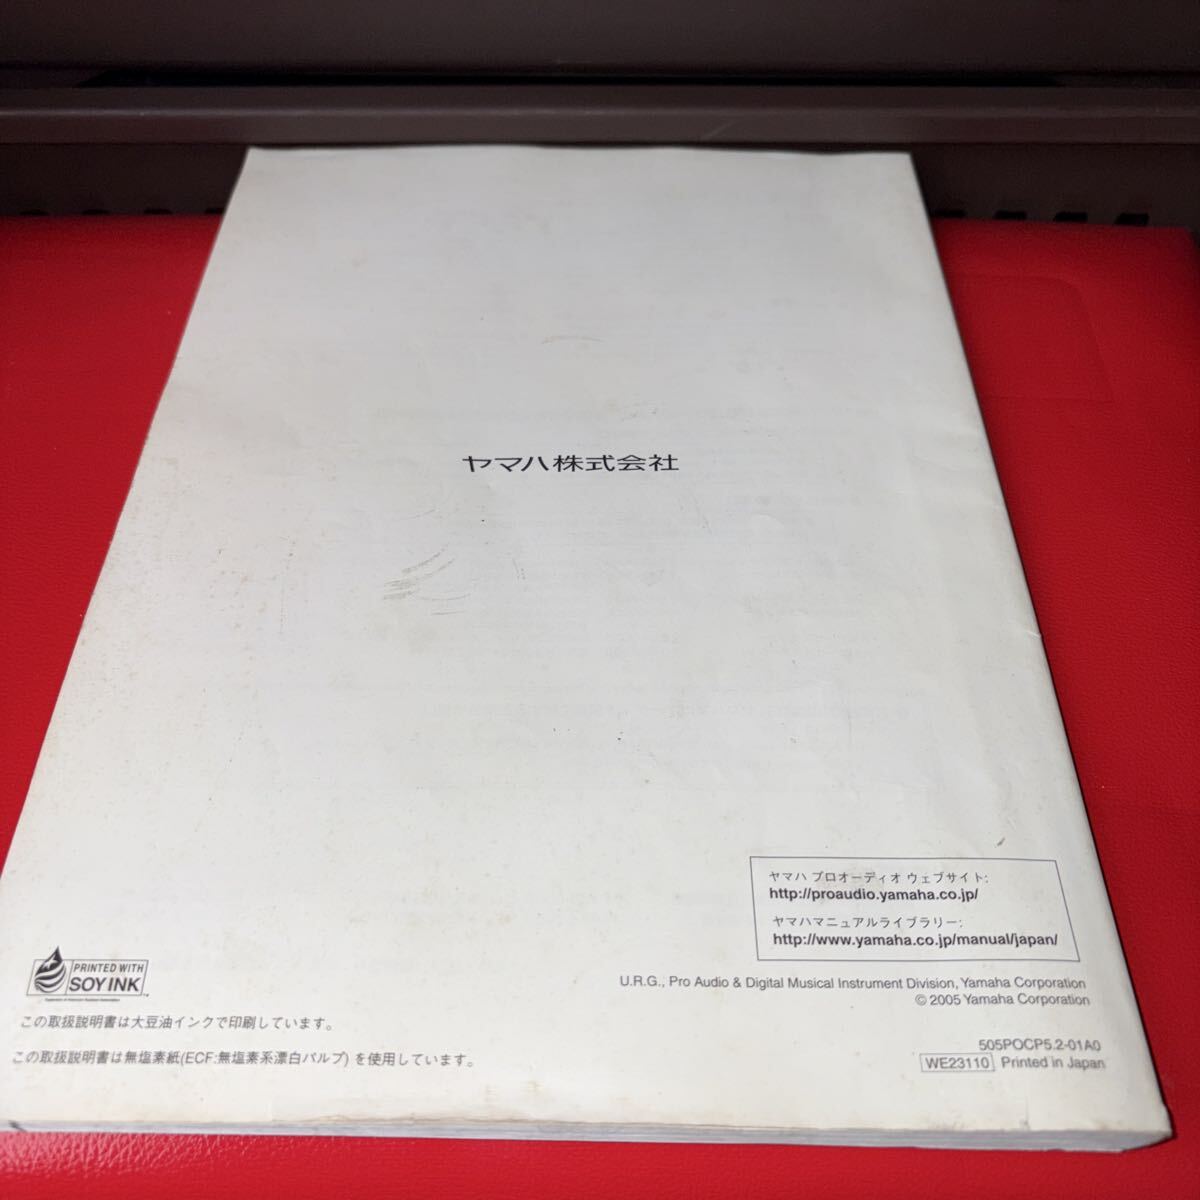 ヤマハ株式会社
ヤマハ プロオーディオ ウェブサイト:
http://proaudio.yamaha.co.jp/
ヤマハマニュアルライブラリー:
http://www.yamaha.co.jp/manual/japan/
PRINTED WITH
SOY INK
この取扱説明書は大豆油インクで印刷しています。
この取扱説明書は無塩素紙(ECF:無塩素系漂白パルプ)を使用しています。
U.R.G., Pro Audio & Digital Musical Instrument Division, Yamaha Corporation
© 2005 Yamaha Corporation
505POCP5.2-01A0
WE23110 Printed in Japan